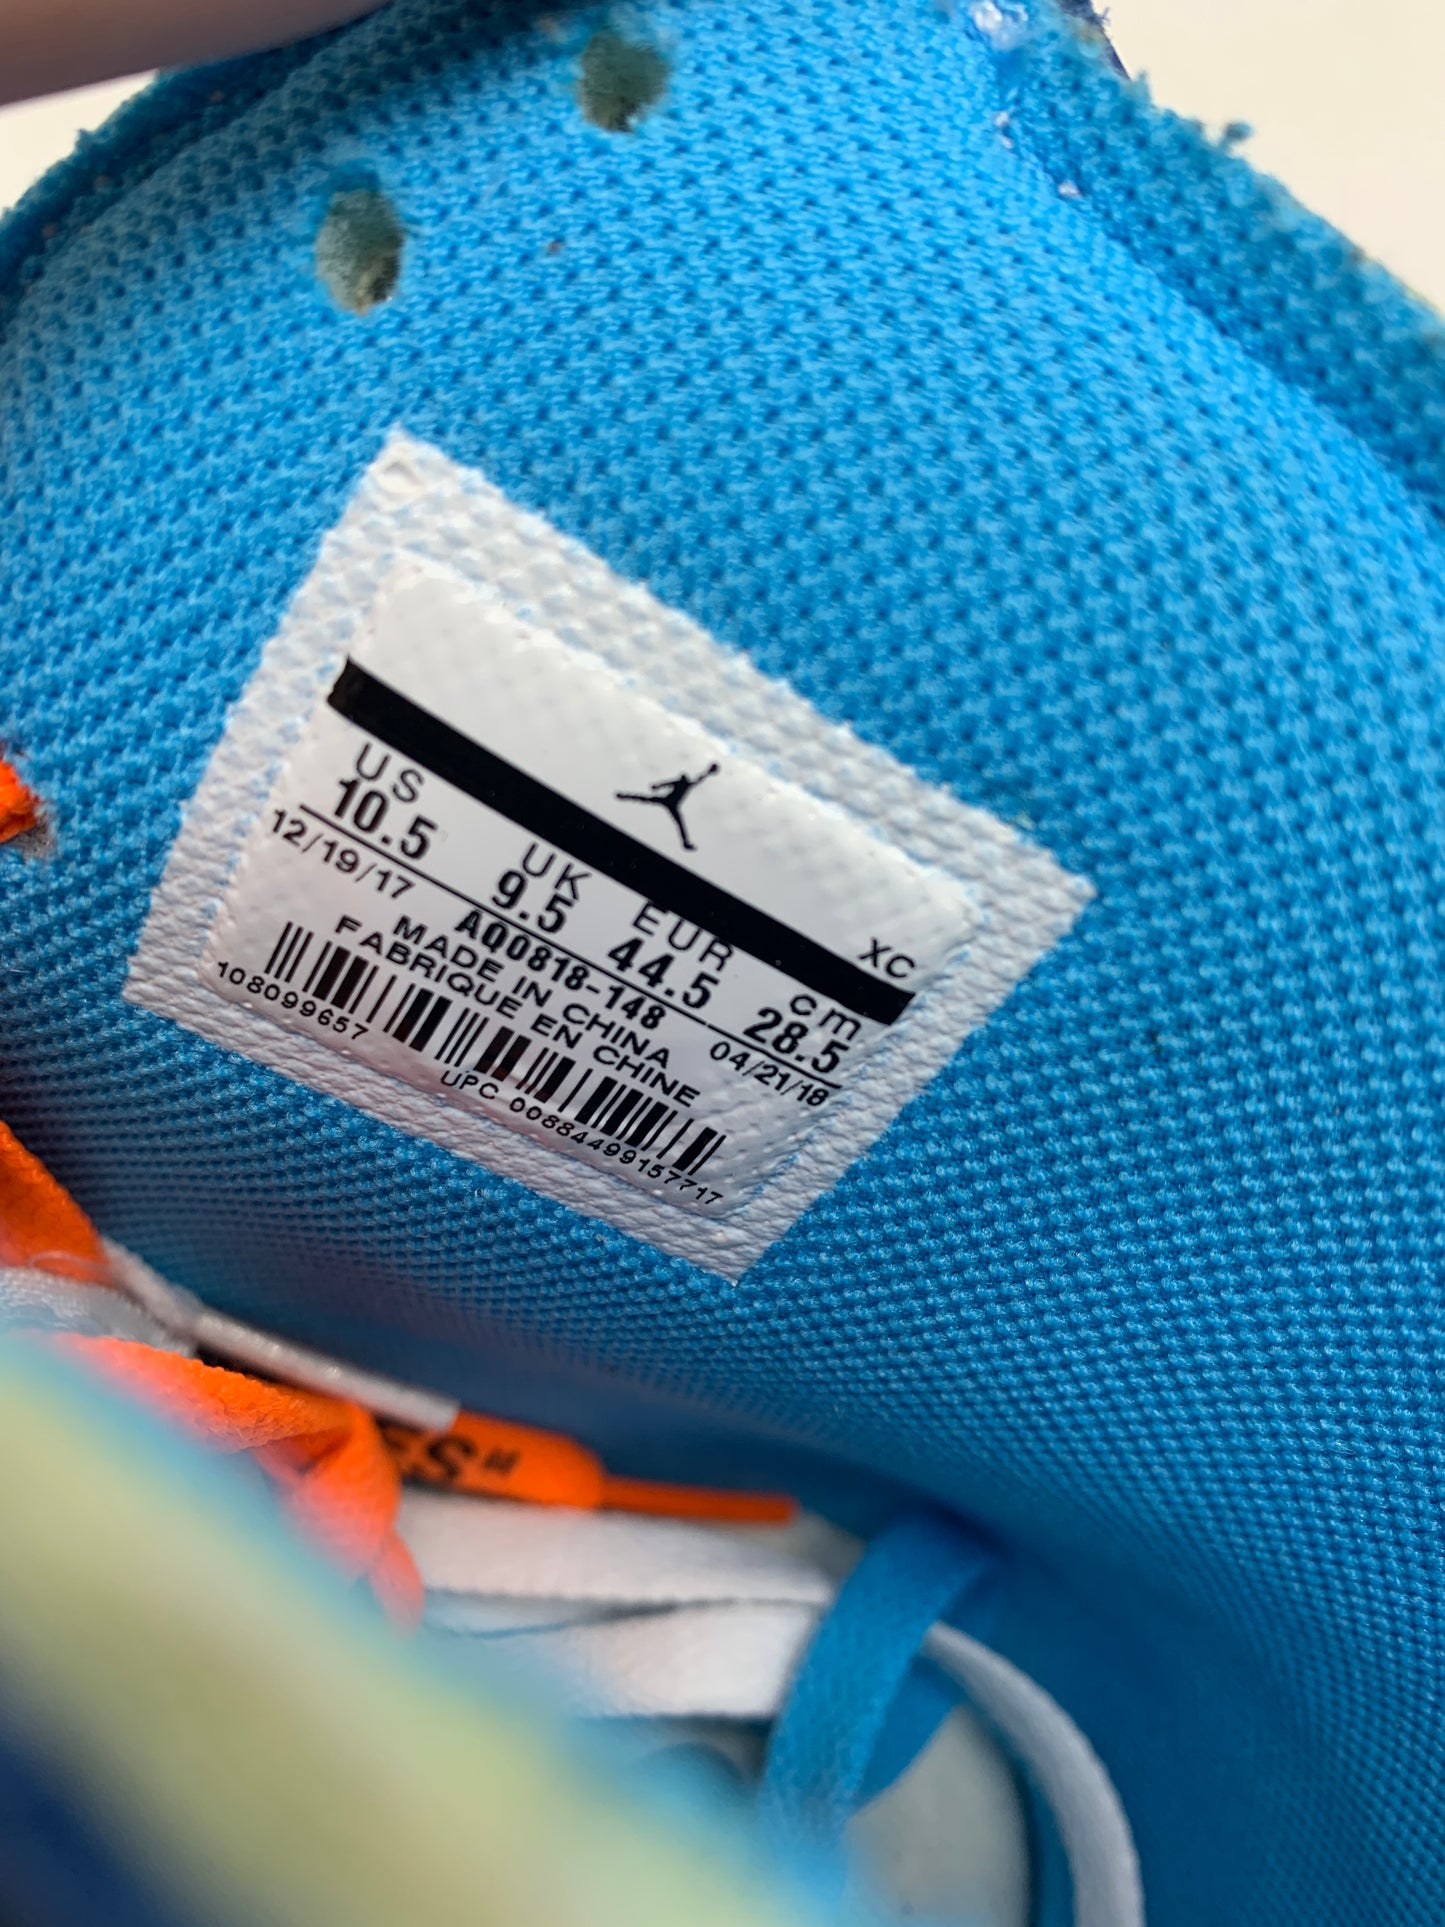 XC
US UK EUR cm
10.5 9.5 44.5 28.5
12/19/17 AQ0818-148 04/21/18
MADE IN CHINA
FABRIQUE EN CHINE
108099657
UPC 00884499157717
ES"